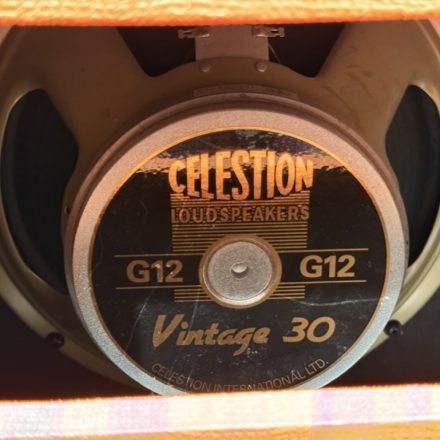 CELESTION
LOUDSPEAKERS
G12 G12
Vintage 30
CELESTION INTERNATIONAL LTD.